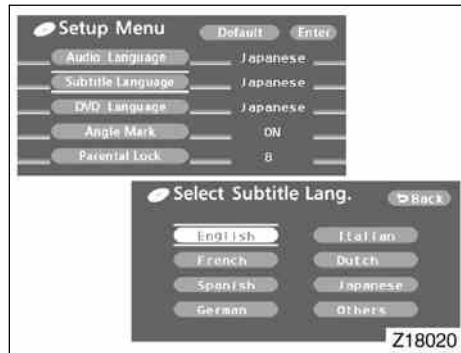 Setup Menu Default Enter
Audio Language Japanese
Subtitle Language Japanese
DVD Language Japanese
Angle Mark ON
Parental Lock 8
Select Subtitle Lang. Back
English Italian
French Dutch
Spanish Japanese
German Others
Z18020